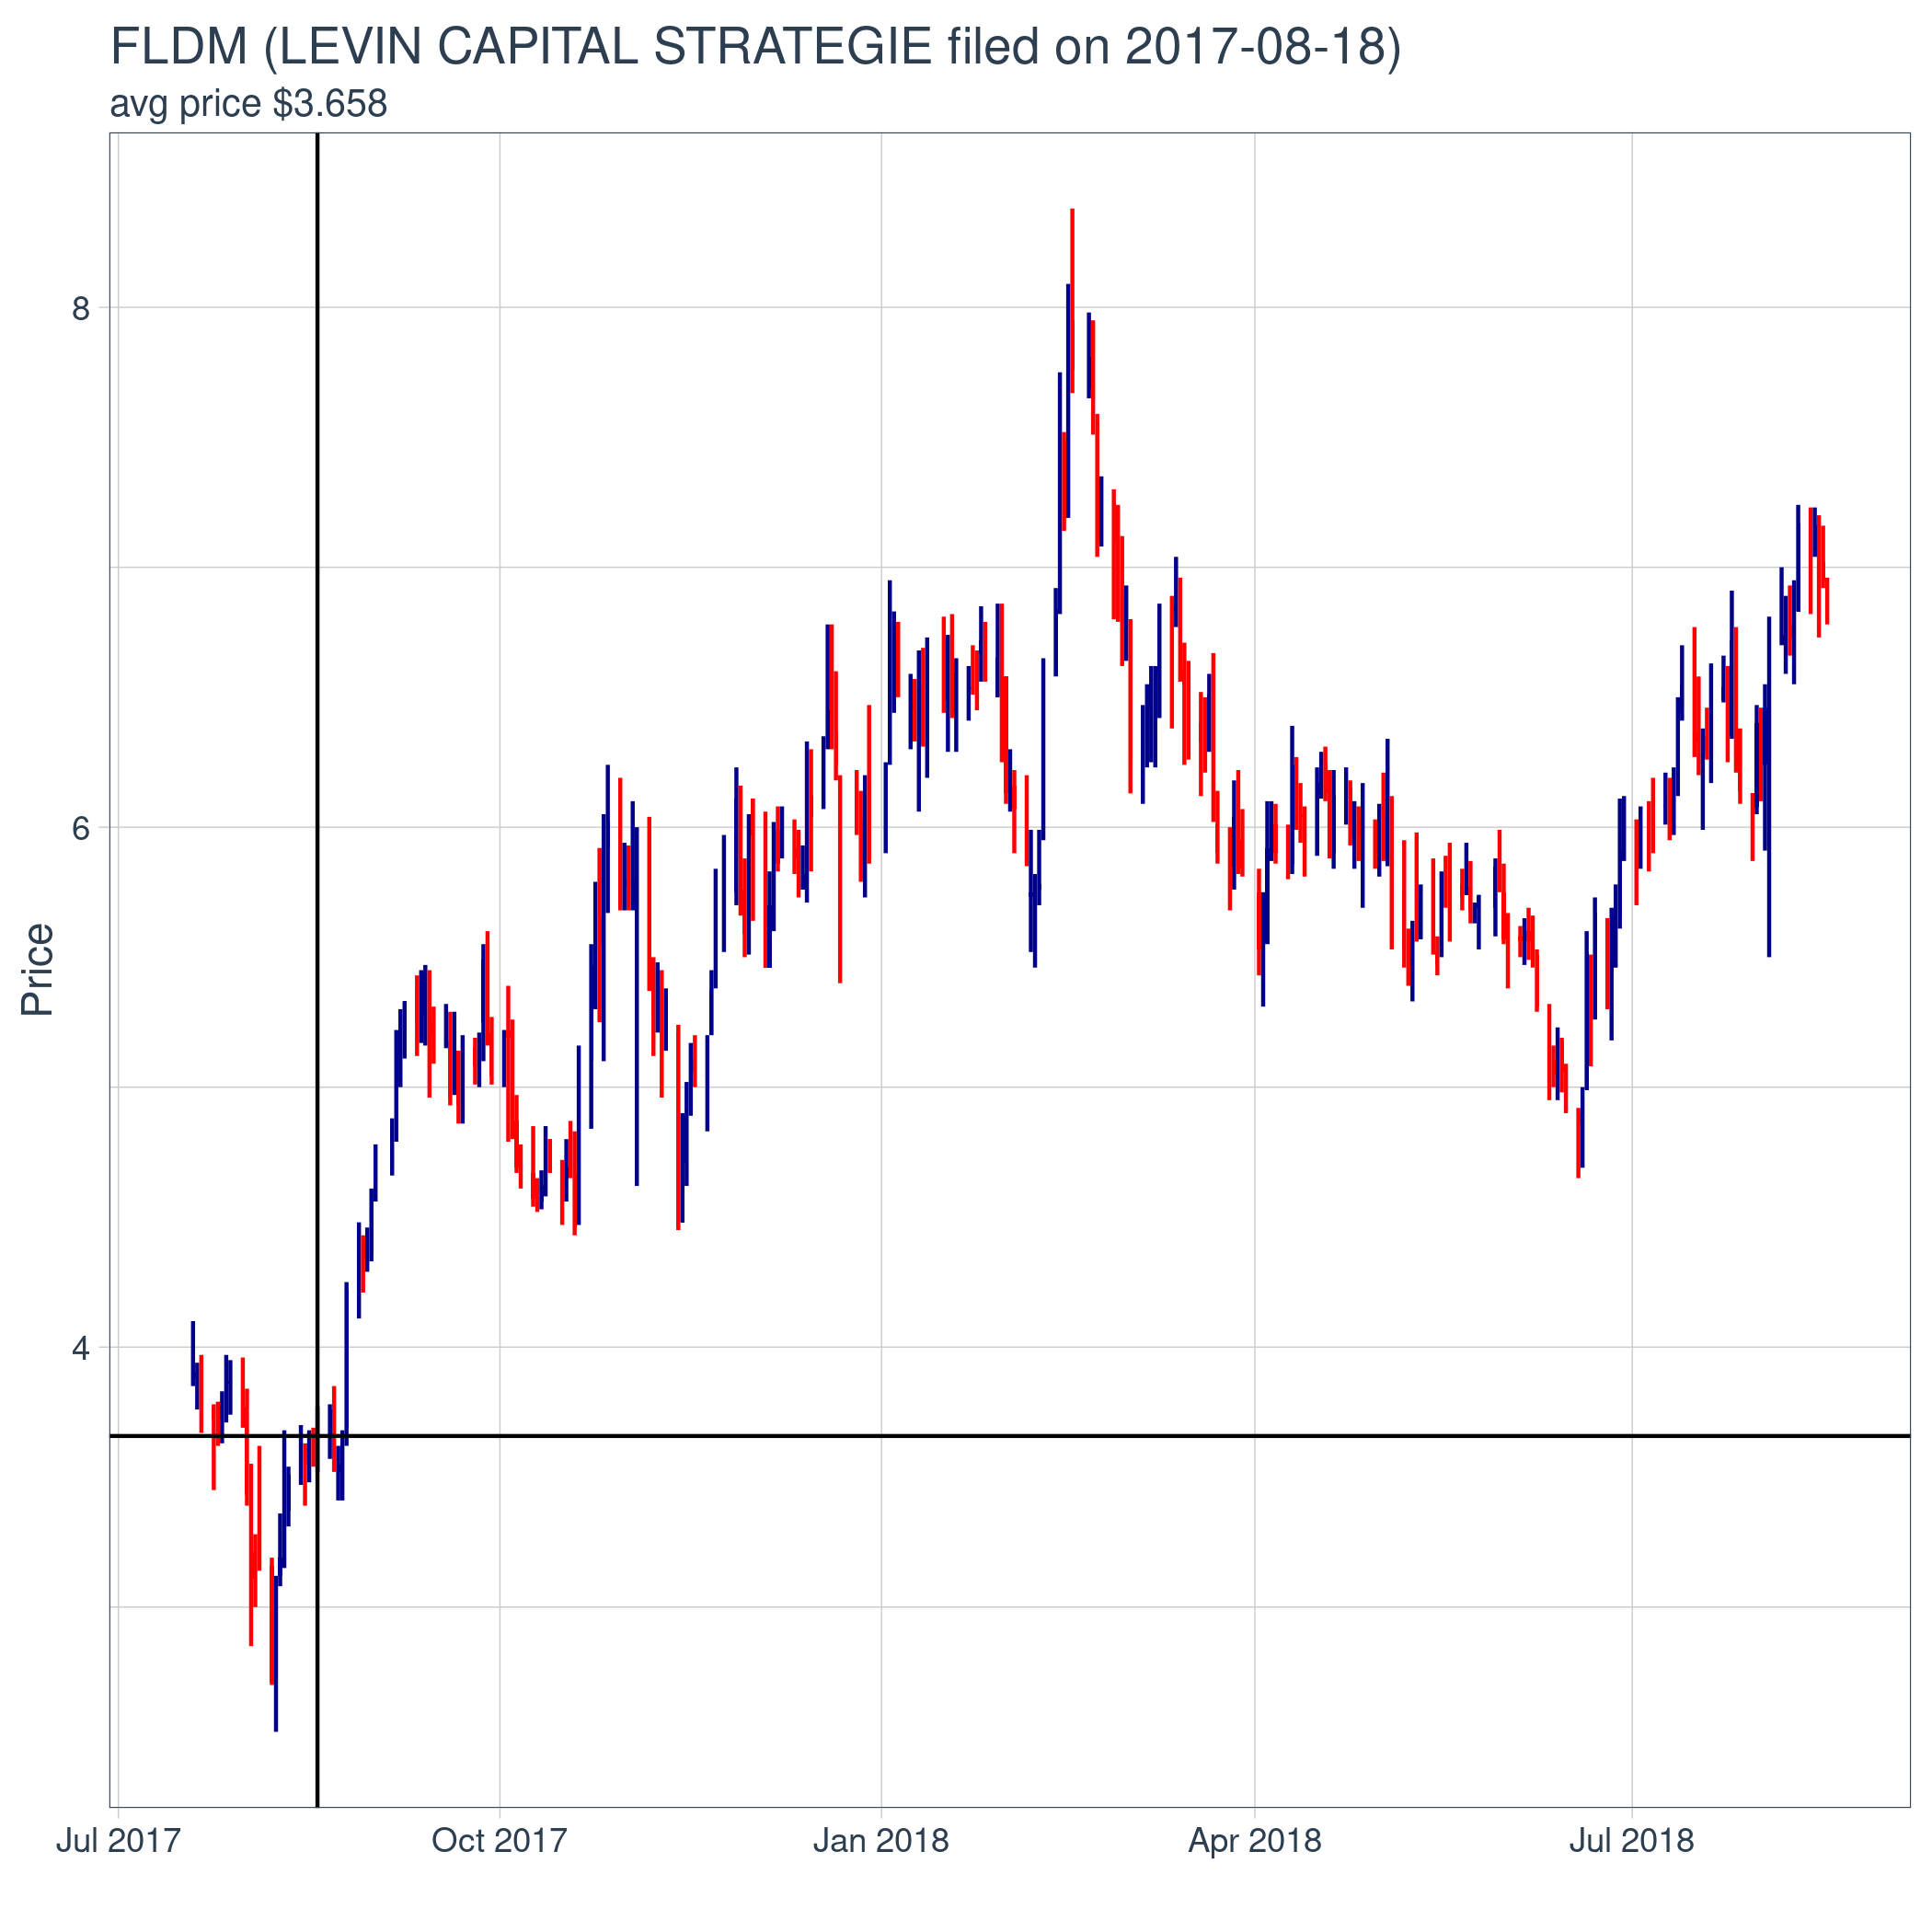 FLDM (LEVIN CAPITAL STRATEGIE filed on 2017-08-18)
avg price $3.658
8
6
4
Price
Jul 2017 Oct 2017 Jan 2018 Apr 2018 Jul 2018